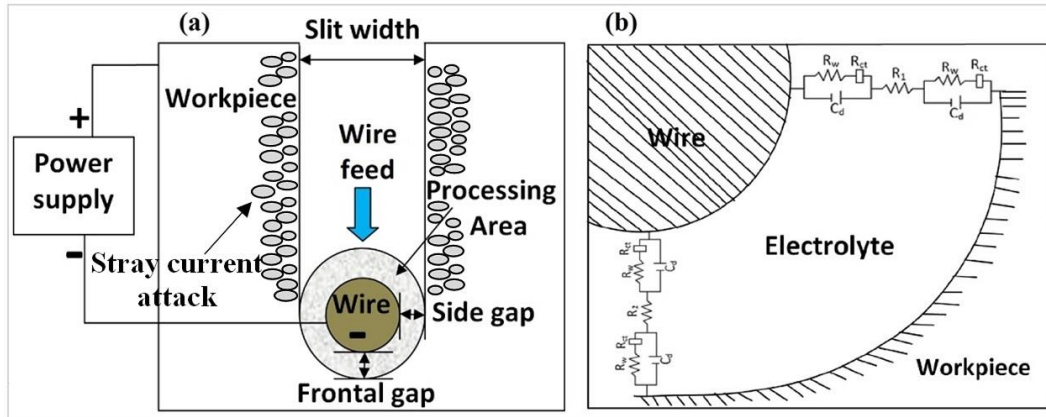 (a)
Slit width
Workpiece
+
Power
supply
-
Wire
feed
Processing
Area
Stray current
attack
Wire
-
Side gap
Frontal gap
(b)
Rw
Rct
Cd
R1
Rw
Rct
Cd
Wire
Electrolyte
Rct
Rw
Cd
R2
Rct
Rw
Cd
Workpiece